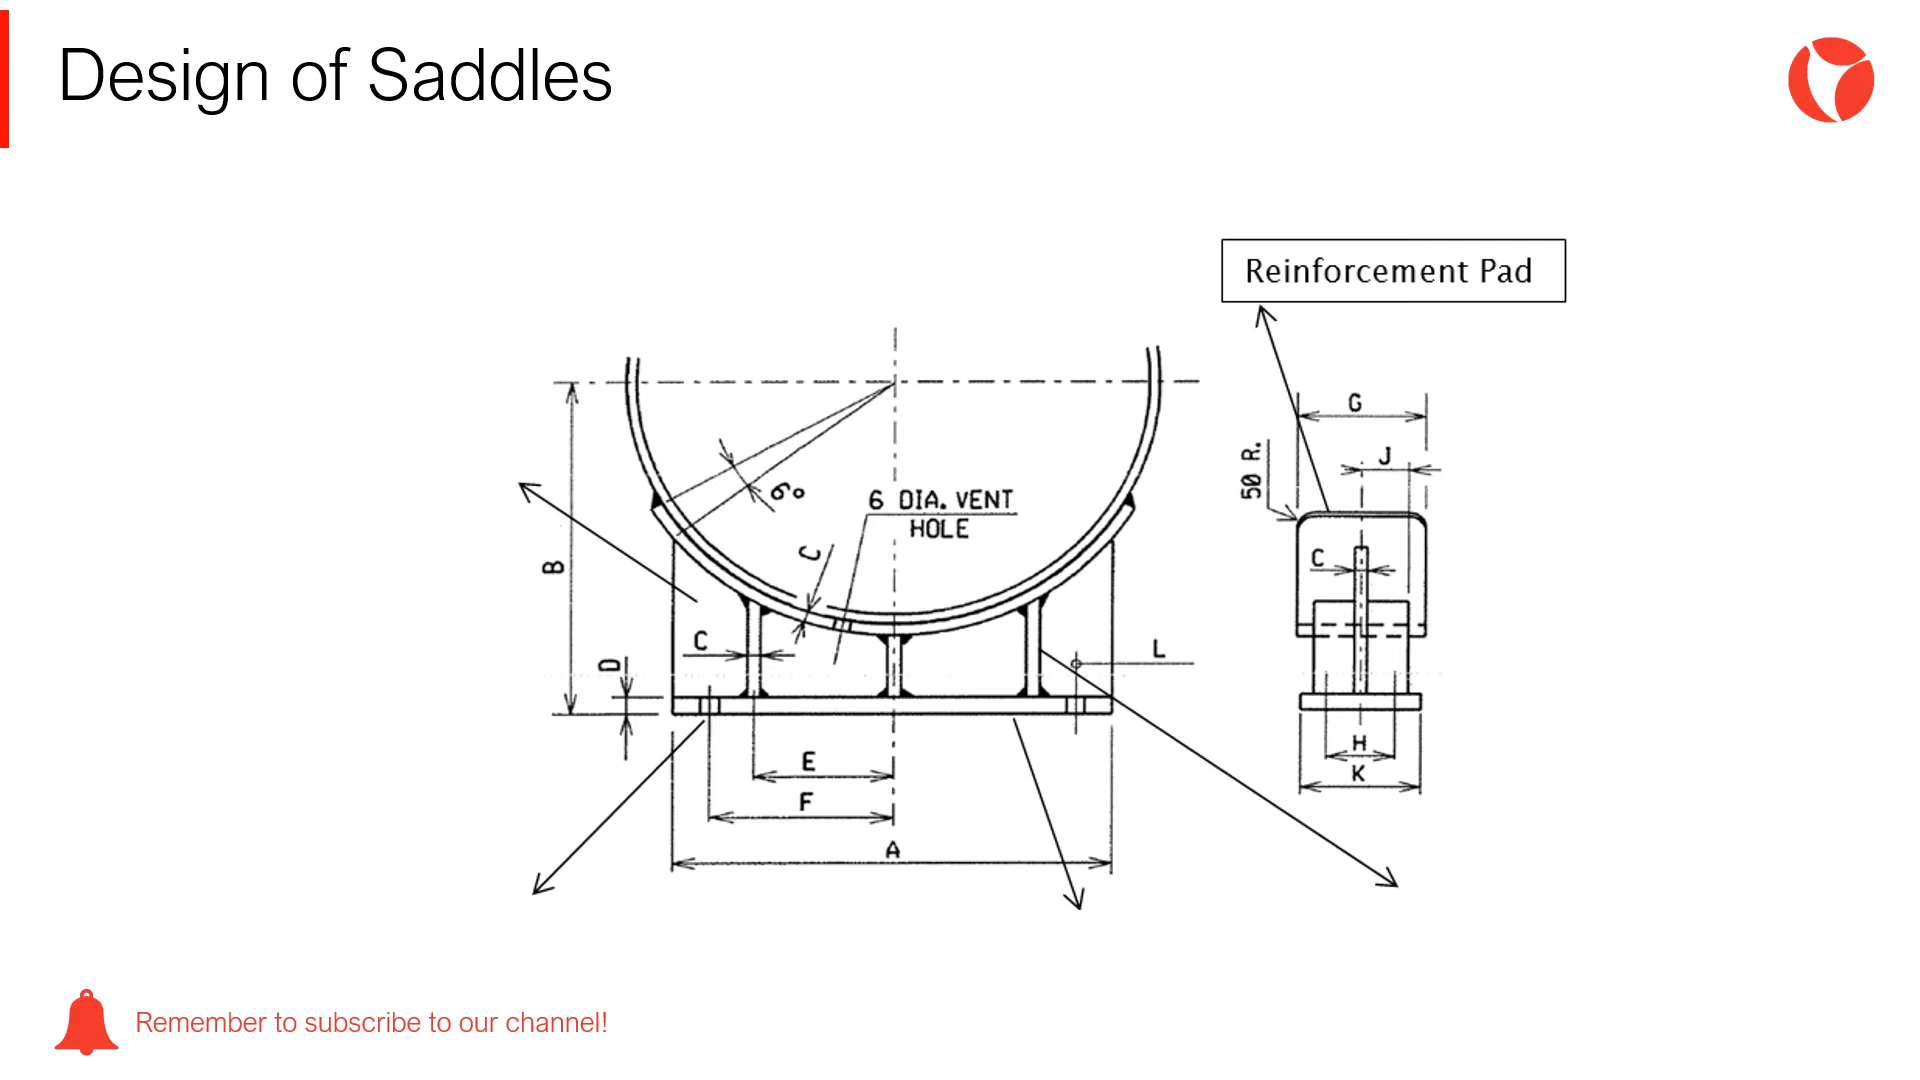 Design of Saddles
Reinforcement Pad
G
J
50 R.
6°
6 DIA. VENT
HOLE
C
C
B
C
L
D
H
E
K
F
A
Remember to subscribe to our channel!